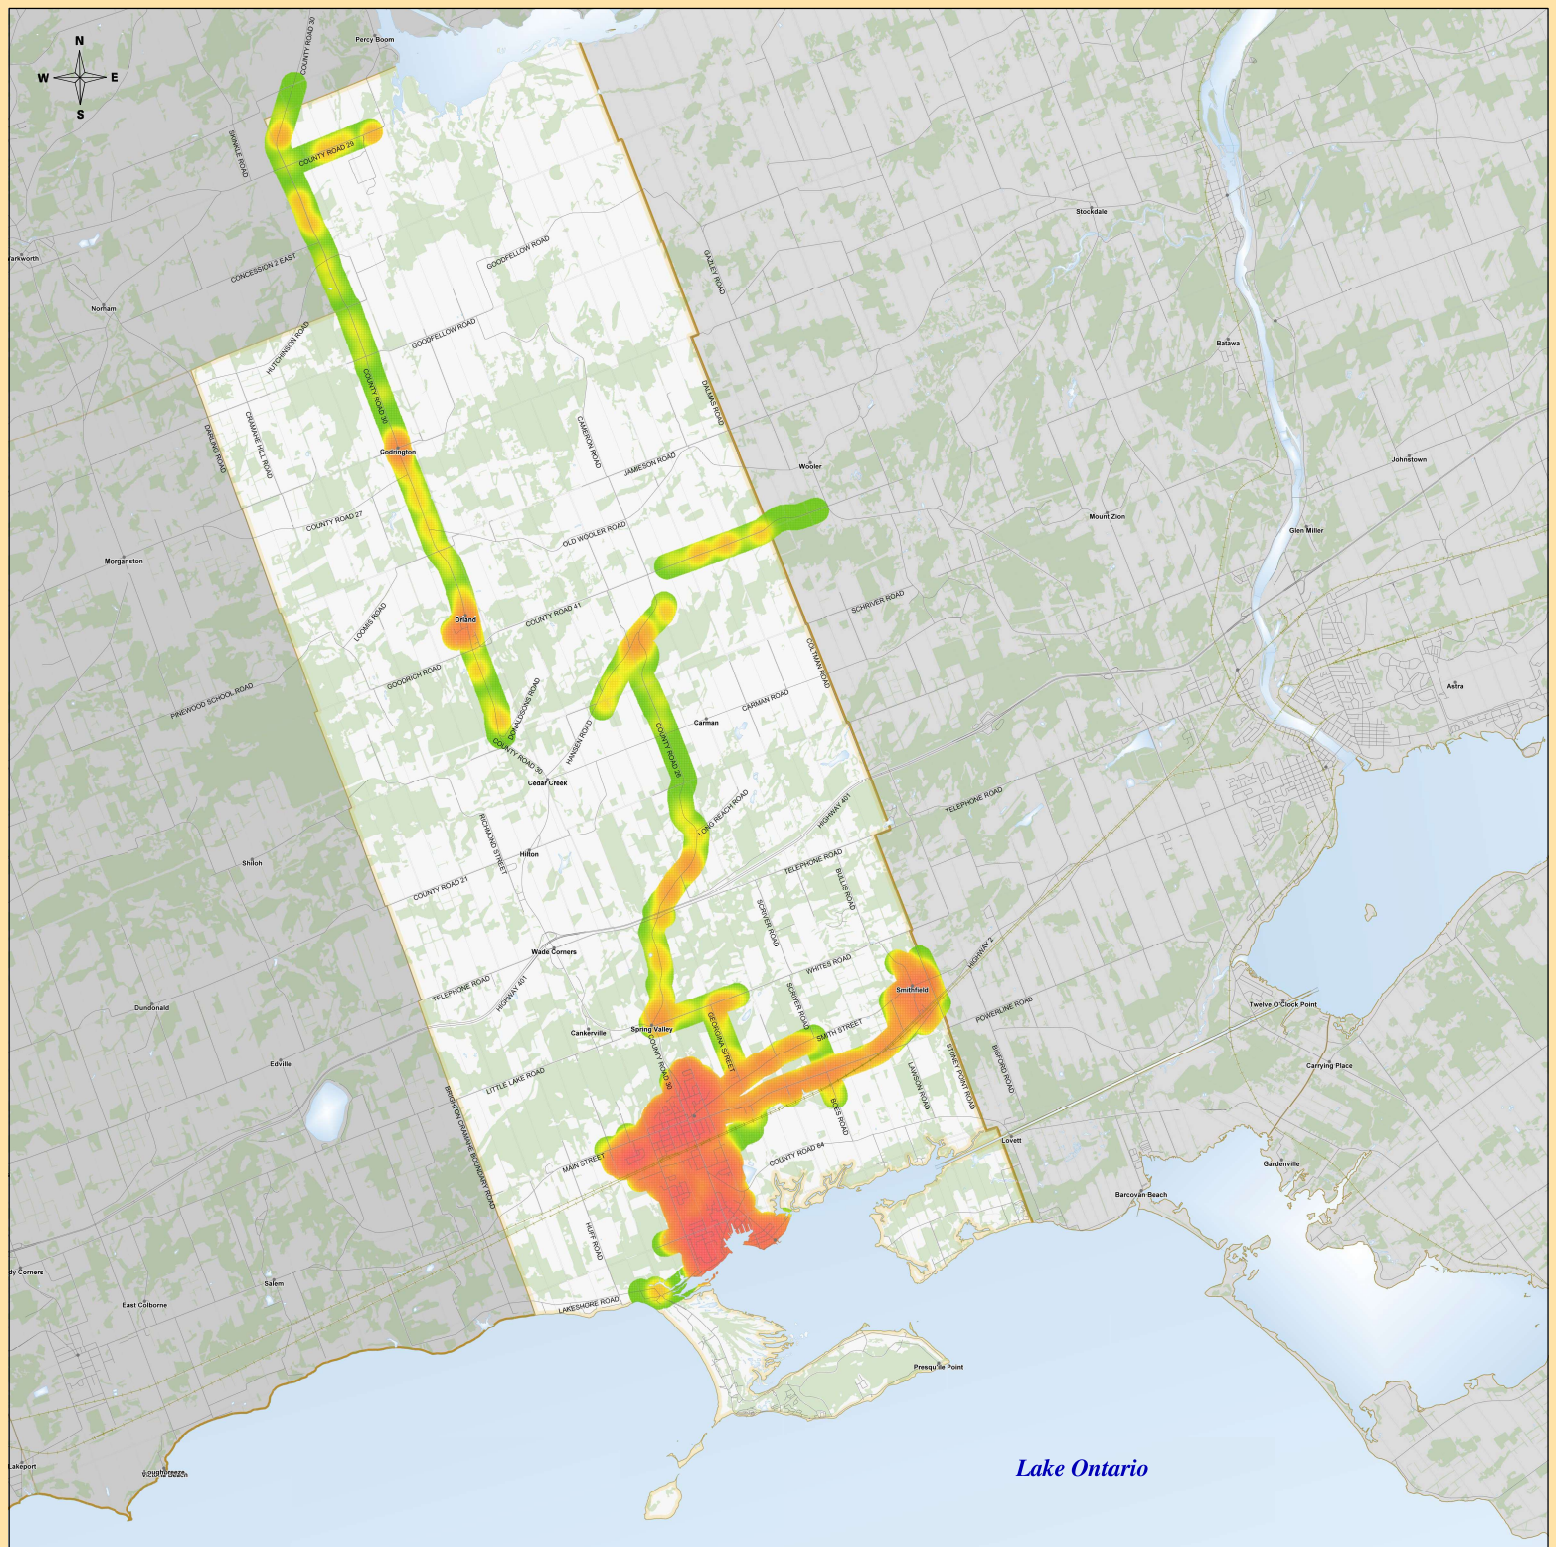 COUNTY ROAD 30
Percy Boom
N
W
E
S
SKINKLE ROAD
COUNTY ROAD 29
Stockdale
GOODFELLOW ROAD
arkworth
CONCESSION 2 EAST
GAZLEY ROAD
Norham
HUTCHINSON ROAD
GOODFELLOW ROAD
Batawa
COUNTY ROAD 30
DALMAS ROAD
CRAMAHE HILL ROAD
DARLING ROAD
CAMERON ROAD
Codrington
JAMIESON ROAD
Wooler
Johnstown
COUNTY ROAD 27
OLD WOOLER ROAD
Mount Zion
Glen Miller
Morganston
SCHRIVER ROAD
LOOMIS ROAD
Orland
COUNTY ROAD 41
COLTMAN ROAD
GOODRICH ROAD
PINEWOOD SCHOOL ROAD
DONALDSONS ROAD
Astra
CARMAN ROAD
Carman
HANSEN ROAD
COUNTY ROAD 30
COUNTY ROAD 26
Cedar Creek
LONG REACH ROAD
HIGHWAY 401
TELEPHONE ROAD
RICHMOND STREET
Hilton
Shiloh
TELEPHONE ROAD
COUNTY ROAD 21
BULLIS ROAD
SCRIVER ROAD
Wade Corners
HIGHWAY 2
WHITES ROAD
TELEPHONE ROAD
HIGHWAY 401
Smithfield
Dundonald
SCRIVER ROAD
Twelve O'Clock Point
POWERLINE ROAD
Cankerville
Spring Valley
GEORGINA STREET
SMITH STREET
Edville
COUNTY ROAD 30
Carrying Place
LITTLE LAKE ROAD
STONEY POINT ROAD
BIGFORD ROAD
LAWSON ROAD
BRIGHTON CRAMAHE BOUNDARY ROAD
BOES ROAD
Lovett
MAIN STREET
COUNTY ROAD 64
Gardenville
Barcovan Beach
HUFF ROAD
dy Corners
Salem
East Colborne
LAKESHORE ROAD
Presqu'ile Point
Lakeport
Lake Ontario